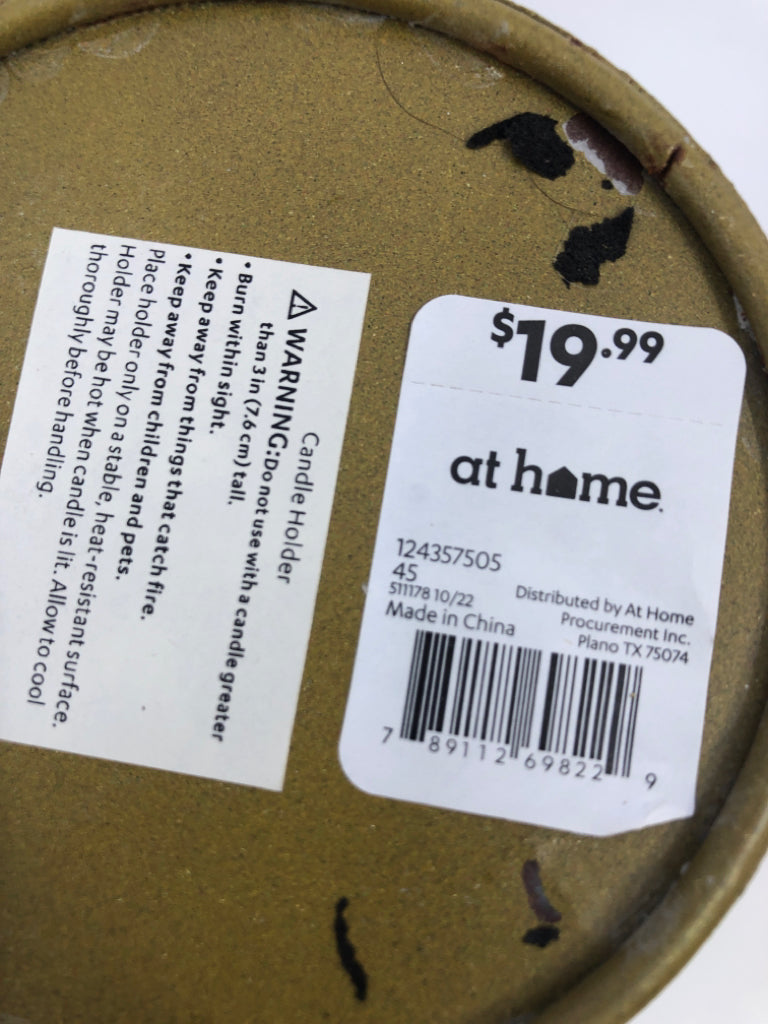 Candle Holder
⚠ WARNING: Do not use with a candle greater
than 3 in (7.6 cm) tall.
• Burn within sight.
• Keep away from things that catch fire.
• Keep away from children and pets.
Place holder only on a stable, heat-resistant surface.
Holder may be hot when candle is lit. Allow to cool
thoroughly before handling.
$19.99
at home.
124357505
45
511178 10/22
Made in China
Distributed by At Home
Procurement Inc.
Plano TX 75074
7 89112 69822 9